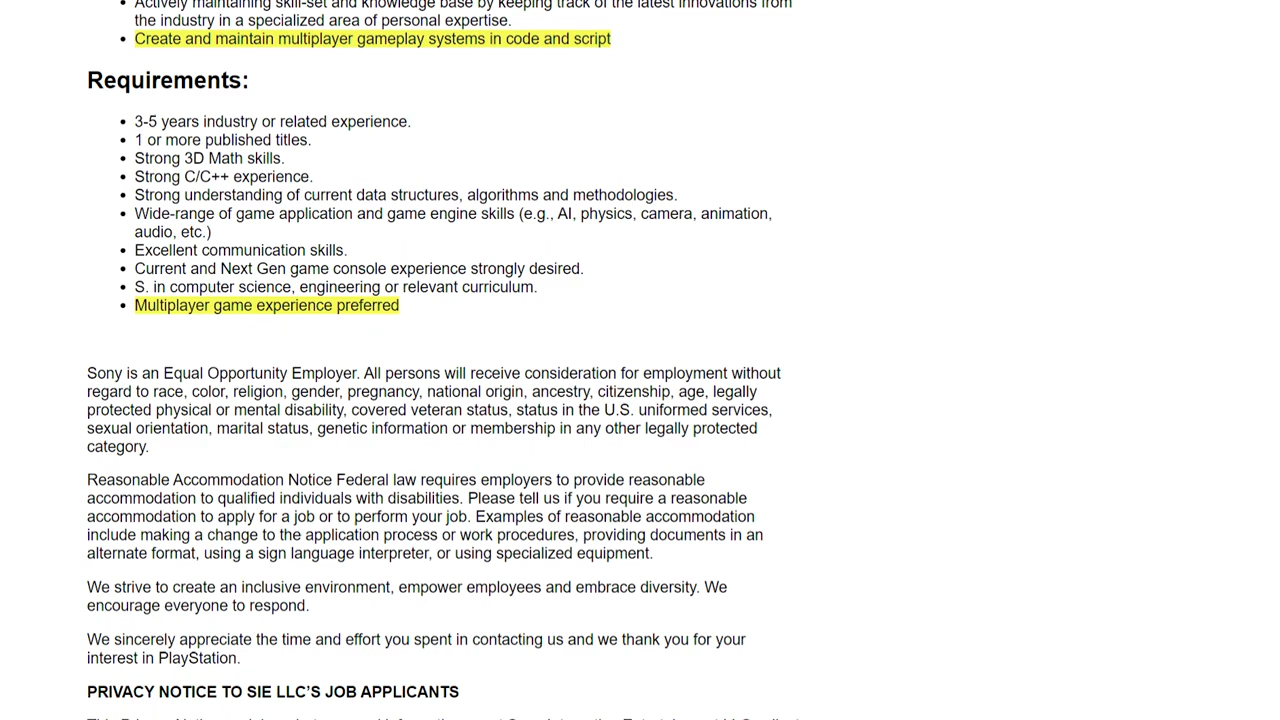 Actively maintaining skill-set and knowledge base by keeping track of the latest innovations from
the industry in a specialized area of personal expertise.
Create and maintain multiplayer gameplay systems in code and script
Requirements:
3-5 years industry or related experience.
1 or more published titles.
Strong 3D Math skills.
Strong C/C++ experience.
Strong understanding of current data structures, algorithms and methodologies.
Wide-range of game application and game engine skills (e.g., AI, physics, camera, animation,
audio, etc.)
Excellent communication skills.
Current and Next Gen game console experience strongly desired.
S. in computer science, engineering or relevant curriculum.
Multiplayer game experience preferred
Sony is an Equal Opportunity Employer. All persons will receive consideration for employment without
regard to race, color, religion, gender, pregnancy, national origin, ancestry, citizenship, age, legally
protected physical or mental disability, covered veteran status, status in the U.S. uniformed services,
sexual orientation, marital status, genetic information or membership in any other legally protected
category.
Reasonable Accommodation Notice Federal law requires employers to provide reasonable
accommodation to qualified individuals with disabilities. Please tell us if you require a reasonable
accommodation to apply for a job or to perform your job. Examples of reasonable accommodation
include making a change to the application process or work procedures, providing documents in an
alternate format, using a sign language interpreter, or using specialized equipment.
We strive to create an inclusive environment, empower employees and embrace diversity. We
encourage everyone to respond.
We sincerely appreciate the time and effort you spent in contacting us and we thank you for your
interest in PlayStation.
PRIVACY NOTICE TO SIE LLC'S JOB APPLICANTS